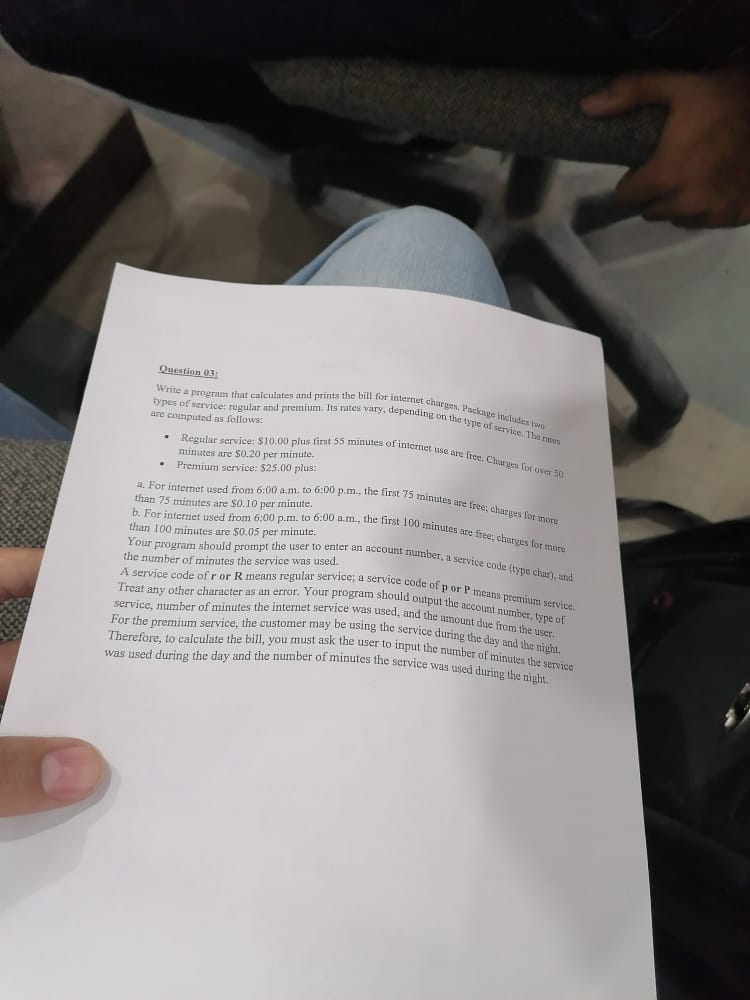 Question 03:
Write a program that calculates and prints the bill for internet charges. Package includes two
types of service: regular and premium. Its rates vary, depending on the type of service. The rates
are computed as follows:
• Regular service: $10.00 plus first 55 minutes of internet use are free. Charges for over 50
minutes are $0.20 per minute.
• Premium service: $25.00 plus:
a. For internet used from 6:00 a.m. to 6:00 p.m., the first 75 minutes are free; charges for more
than 75 minutes are $0.10 per minute.
b. For internet used from 6:00 p.m. to 6:00 a.m., the first 100 minutes are free; charges for more
than 100 minutes are $0.05 per minute.
Your program should prompt the user to enter an account number, a service code (type char), and
the number of minutes the service was used.
A service code of r or R means regular service; a service code of p or P means premium service.
Treat any other character as an error. Your program should output the account number, type of
service, number of minutes the internet service was used, and the amount due from the user.
For the premium service, the customer may be using the service during the day and the night.
Therefore, to calculate the bill, you must ask the user to input the number of minutes the service
was used during the day and the number of minutes the service was used during the night.